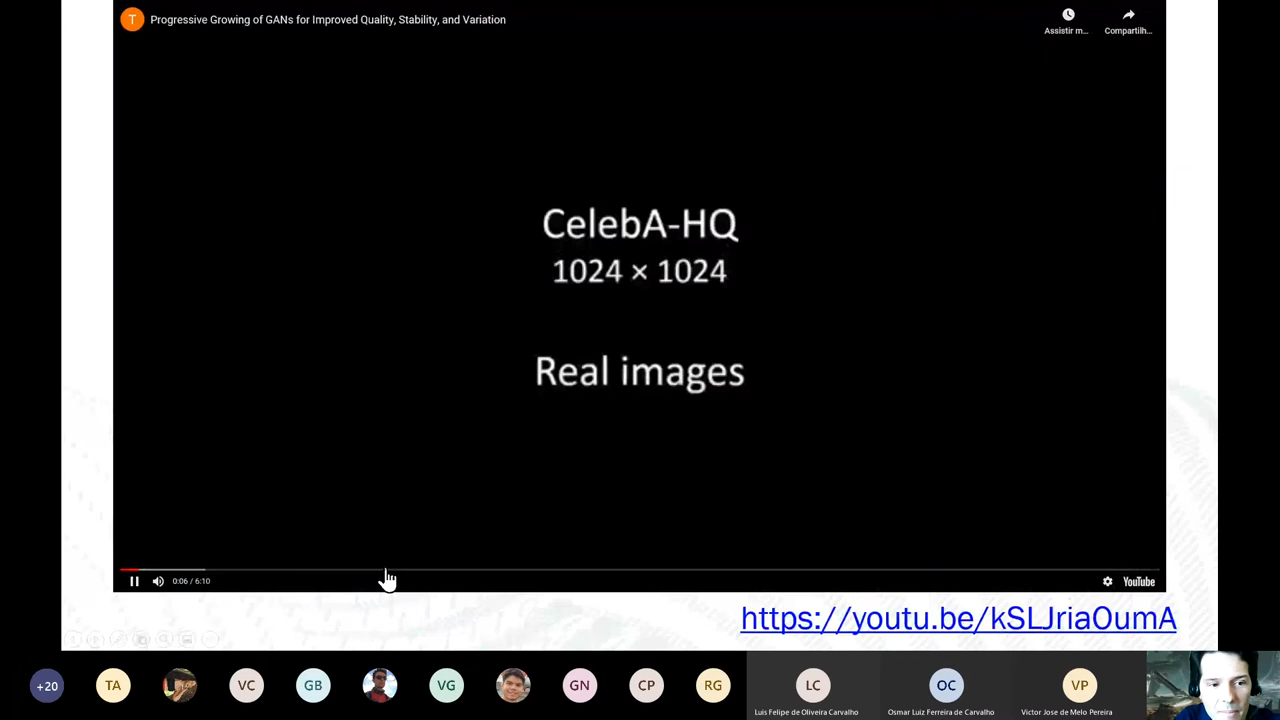 T
Progressive Growing of GANs for Improved Quality, Stability, and Variation
Assistir m...
Compartilh...
CelebA-HQ
1024 × 1024
Real images
0:06 / 6:10
YouTube
https://youtu.be/kSLJriaOumA
+20
TA
VC
GB
VG
GN
CP
RG
LC
OC
VP
Luis Felipe de Oliveira Carvalho
Osmar Luiz Ferreira de Carvalho
Victor Jose de Melo Pereira